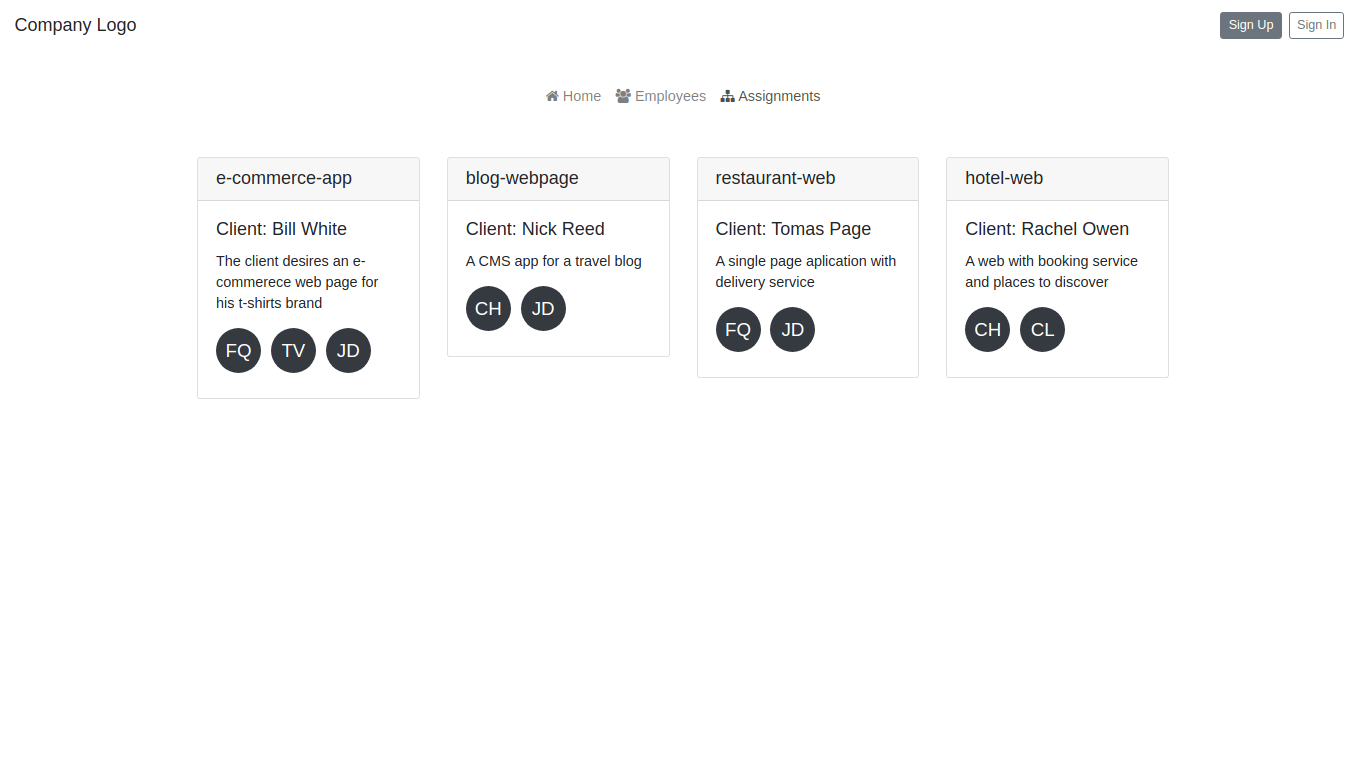 Company Logo
Sign Up
Sign In
Home
Employees
Assignments
e-commerce-app
Client: Bill White
The client desires an e-
commerece web page for
his t-shirts brand
FQ TV JD
blog-webpage
Client: Nick Reed
A CMS app for a travel blog
CH JD
restaurant-web
Client: Tomas Page
A single page aplication with
delivery service
FQ JD
hotel-web
Client: Rachel Owen
A web with booking service
and places to discover
CH CL